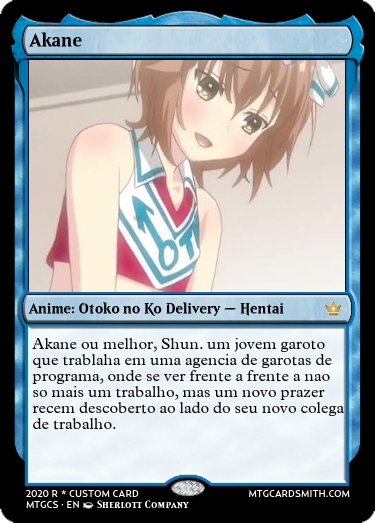 Akane
OTO
Anime: Otoko no Ko Delivery — Hentai
Akane ou melhor, Shun. um jovem garoto
que trablaha em uma agencia de garotas de
programa, onde se ver frente a frente a nao
so mais um trabalho, mas um novo prazer
recem descoberto ao lado do seu novo colega
de trabalho.
2020 R * CUSTOM CARD
MTGCARDSMITH.COM
MTGCS · EN SHERLOTT COMPANY